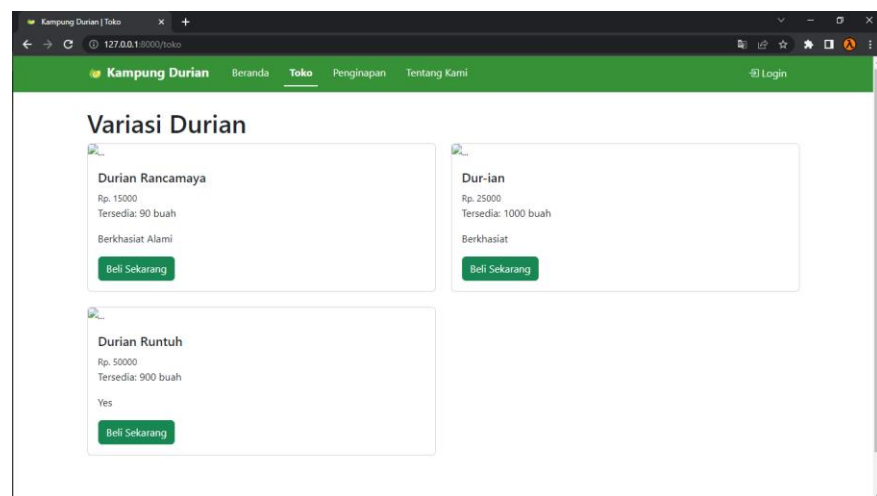 Kampung Durian | Toko
127.0.0.1:8000/toko
Kampung Durian Beranda Toko Penginapan Tentang Kami Login
Variasi Durian
...
Durian Rancamaya
Rp. 15000
Tersedia: 90 buah
Berkhasiat Alami
Beli Sekarang
...
Dur-ian
Rp. 25000
Tersedia: 1000 buah
Berkhasiat
Beli Sekarang
...
Durian Runtuh
Rp. 50000
Tersedia: 900 buah
Yes
Beli Sekarang